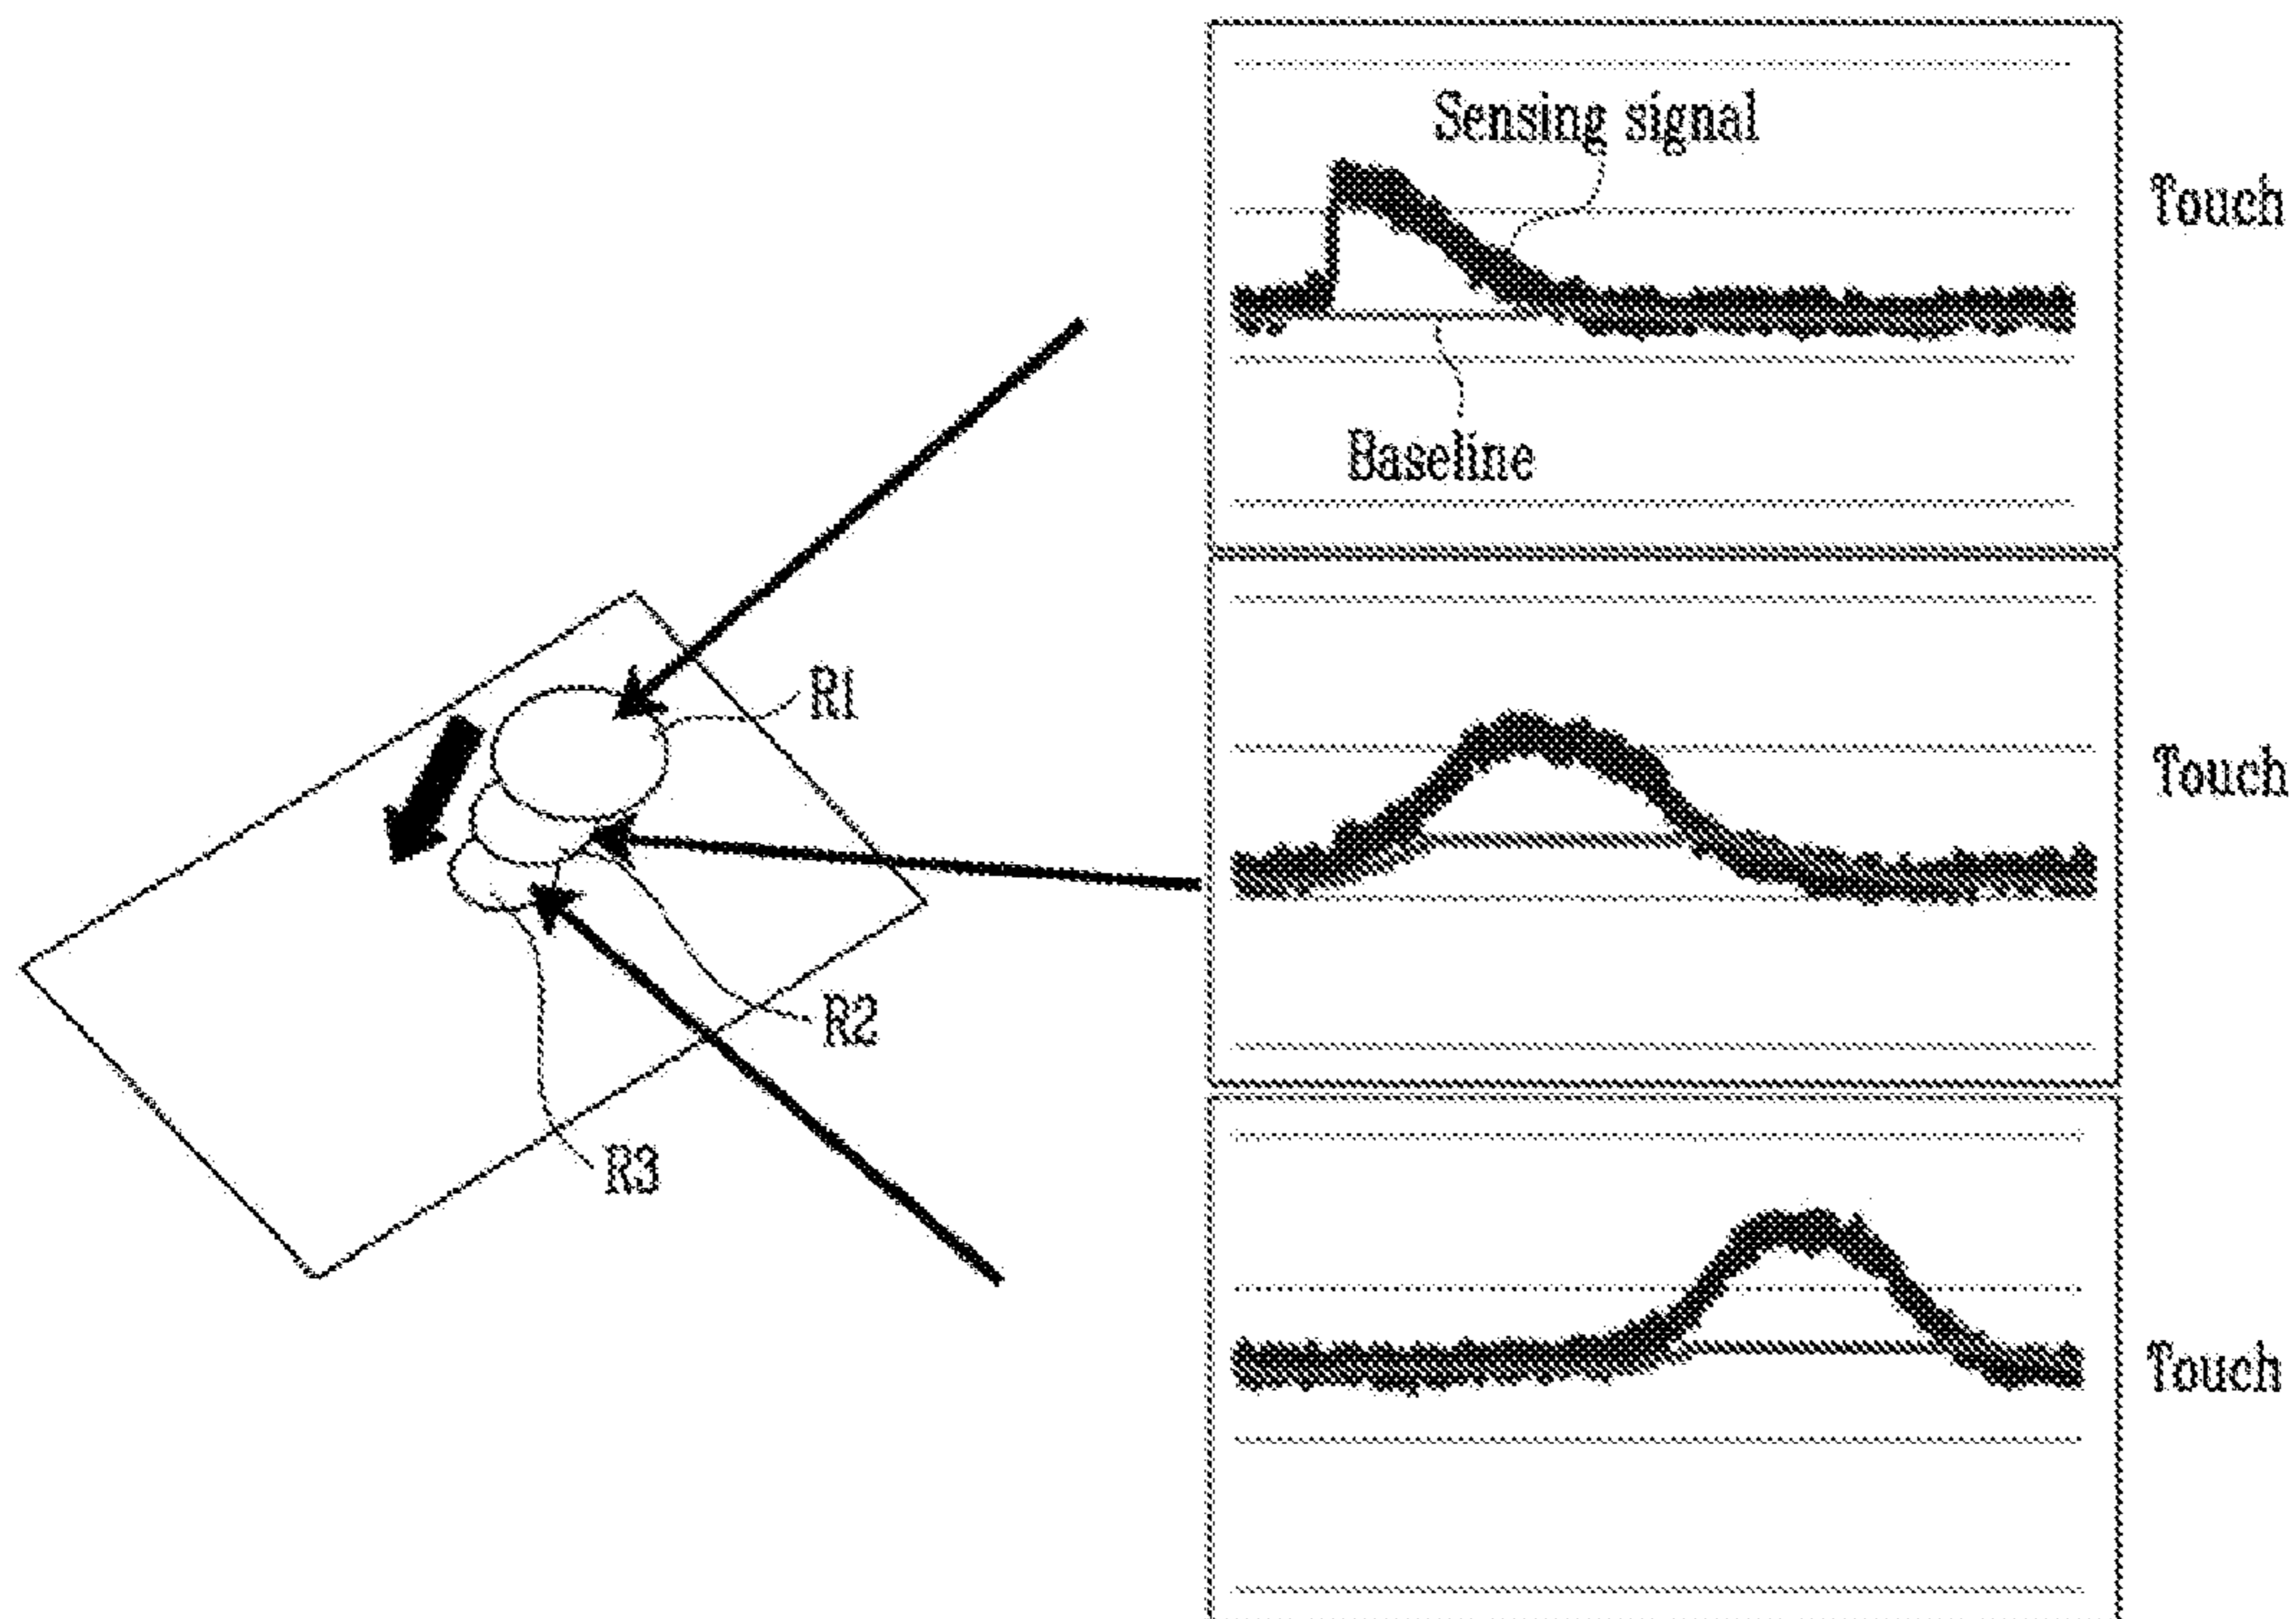 Sensing signal
Touch
Baseline
R1
Touch
R2
R3
Touch